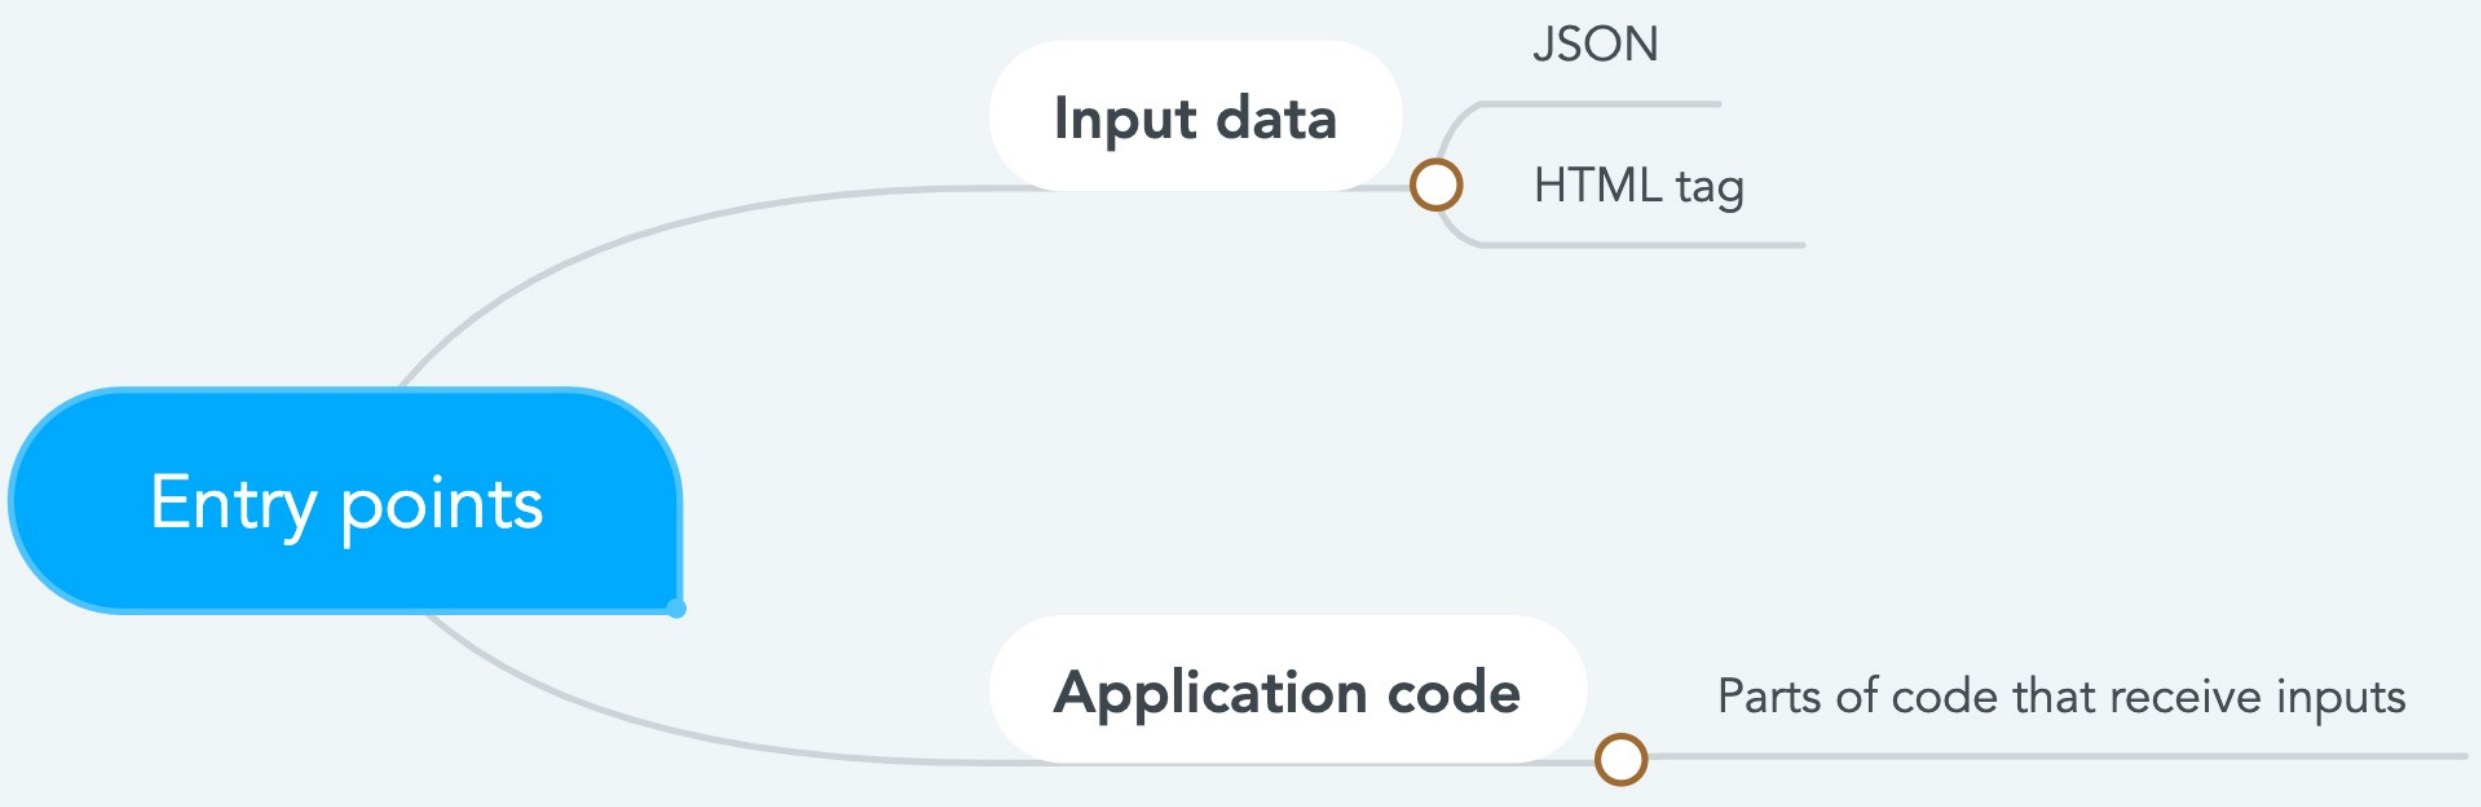 JSON
Input data
HTML tag
Entry points
Application code
Parts of code that receive inputs